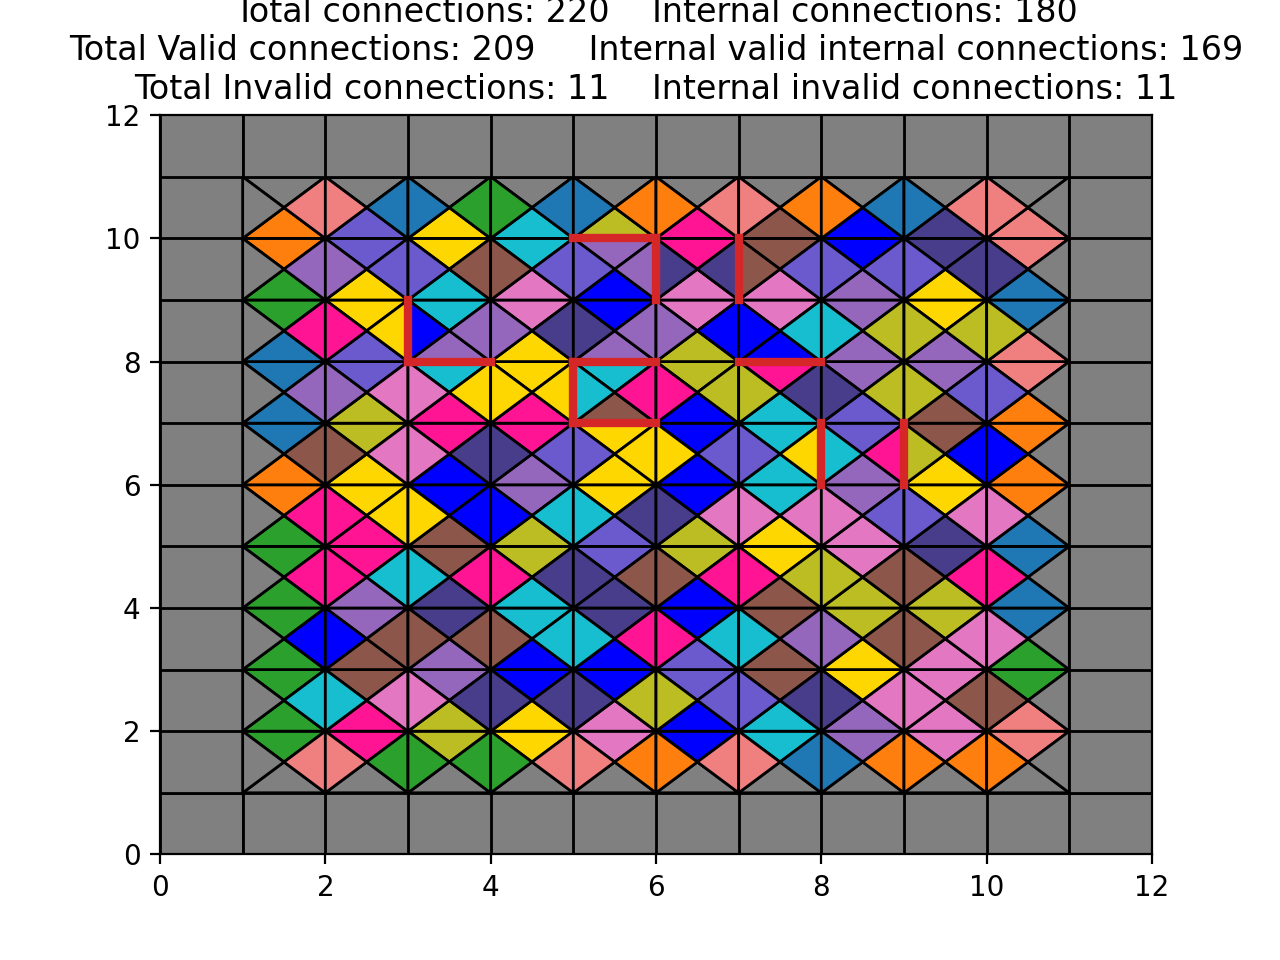 Total connections: 220 Internal connections: 180
Total Valid connections: 209 Internal valid internal connections: 169
Total Invalid connections: 11 Internal invalid connections: 11
12
10
8
6
4
2
0
0 2 4 6 8 10 12